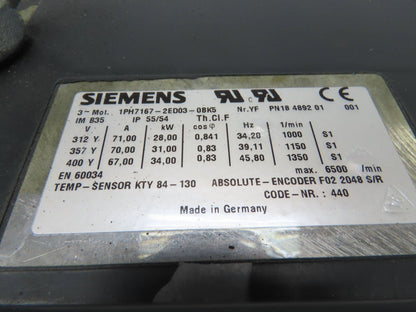 SIEMENS
3~Mot. 1PH7167-2ED03-0BK5 Nr.YF PN18 4892 01 001
IM B35 IP 55/54 Th.Cl.F
V A kW cosφ Hz 1/min
312 Y 71,00 28,00 0,841 34,20 1000 S1
357 Y 70,00 31,00 0,83 39,11 1150 S1
400 Y 67,00 34,00 0,83 45,80 1350 S1
EN 60034 max. 6500 /min
TEMP-SENSOR KTY 84-130 ABSOLUTE-ENCODER F02 2048 S/R
CODE-NR.: 440
Made in Germany